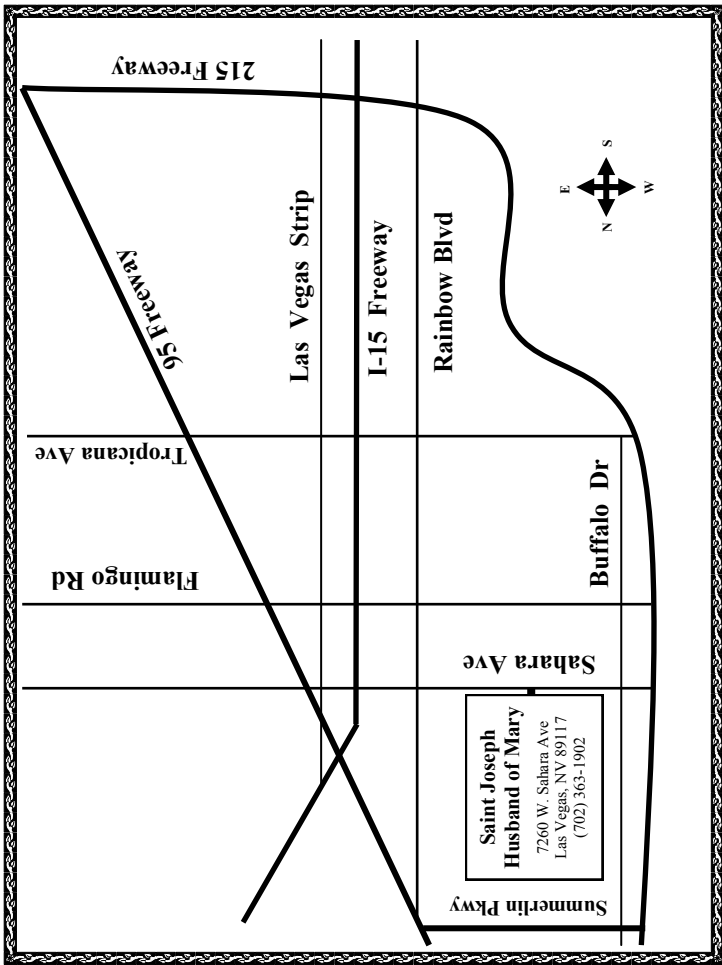 215 Freeway
95 Freeway
Las Vegas Strip
I-15 Freeway
Rainbow Blvd
E
S
N
W
Tropicana Ave
Flamingo Rd
Buffalo Dr
Sahara Ave
Saint Joseph
Husband of Mary
7260 W. Sahara Ave
Las Vegas, NV 89117
(702) 363-1902
Summerlin Pkwy